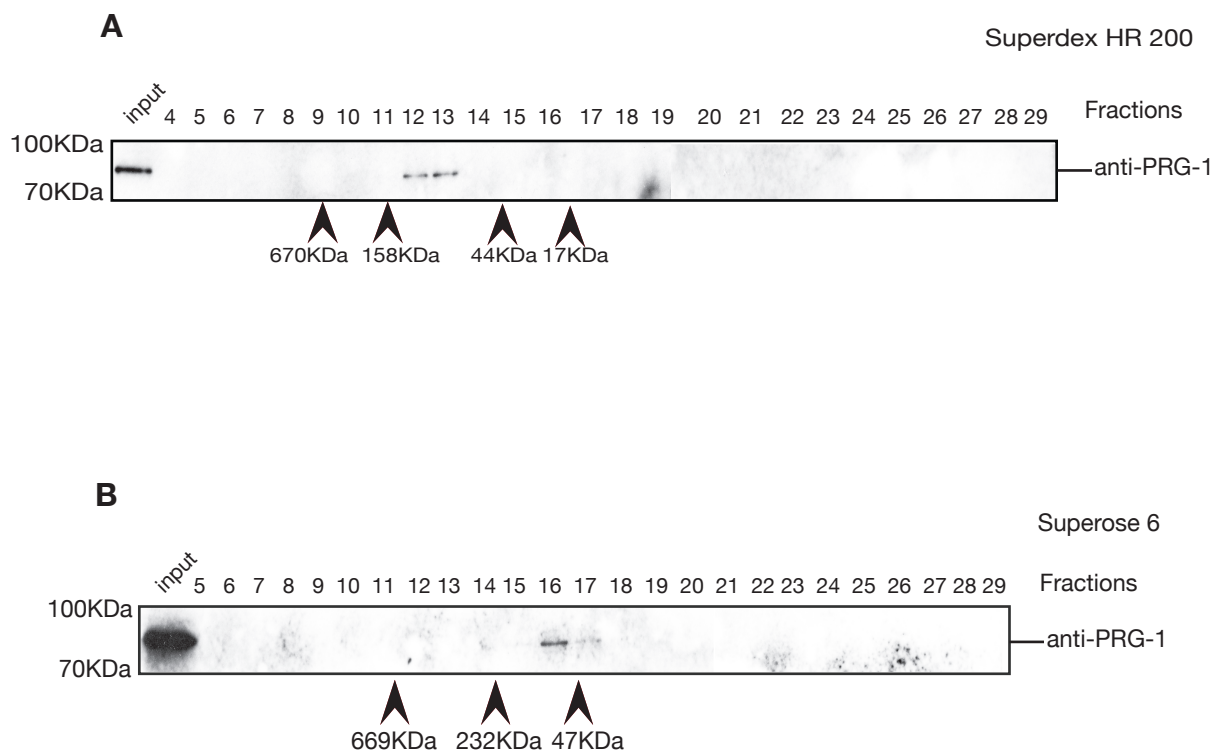 A
Superdex HR 200
input 4 5 6 7 8 9 10 11 12 13 14 15 16 17 18 19 20 21 22 23 24 25 26 27 28 29 Fractions
100KDa
anti-PRG-1
70KDa
670KDa 158KDa 44KDa 17KDa
B
Superose 6
input 5 6 7 8 9 10 11 12 13 14 15 16 17 18 19 20 21 22 23 24 25 26 27 28 29 Fractions
100KDa
anti-PRG-1
70KDa
669KDa 232KDa 47KDa